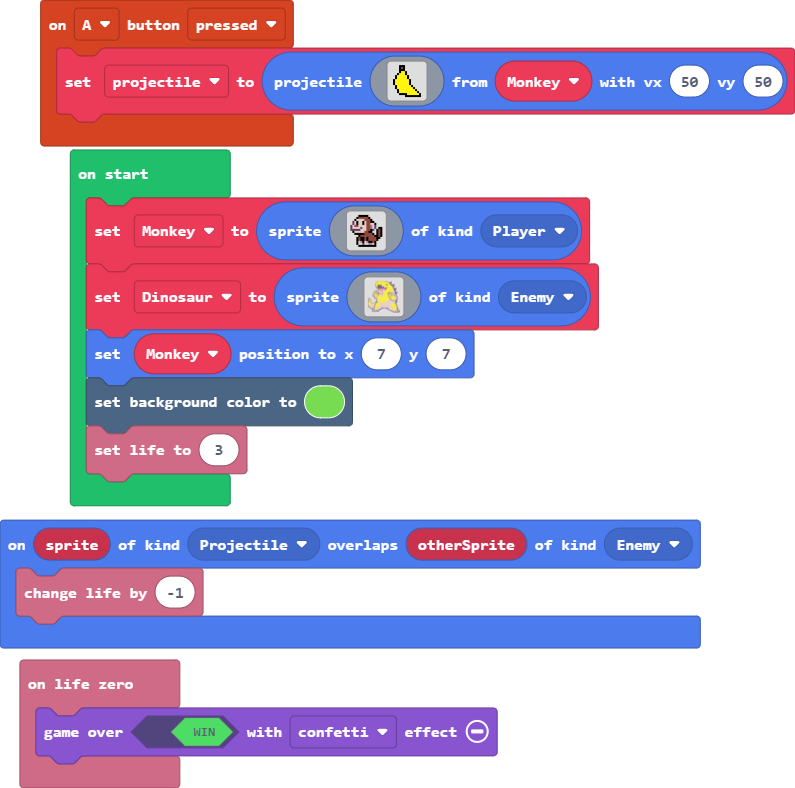 on A button pressed
set projectile to projectile from Monkey with vx 50 vy 50
on start
set Monkey to sprite of kind Player
set Dinosaur to sprite of kind Enemy
set Monkey position to x 7 y 7
set background color to
set life to 3
on sprite of kind Projectile overlaps otherSprite of kind Enemy
change life by -1
on life zero
game over WIN with confetti effect